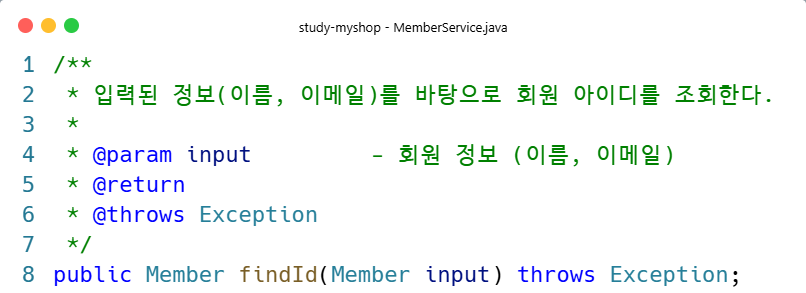 study-myshop - MemberService.java
1 /**
2  * 입력된 정보(이름, 이메일)를 바탕으로 회원 아이디를 조회한다.
3  *
4  * @param input         - 회원 정보 (이름, 이메일)
5  * @return
6  * @throws Exception
7  */
8 public Member findId(Member input) throws Exception;